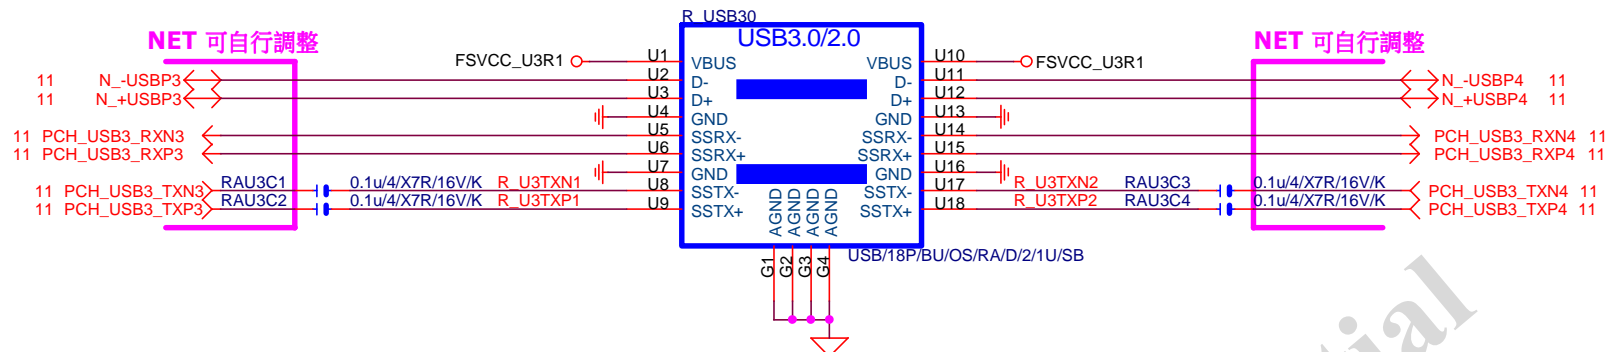 R_USB30
USB3.0/2.0
NET 可自行調整
NET 可自行調整
FSVCC_U3R1 U1 VBUS VBUS U10 FSVCC_U3R1
11 N_-USBP3 U2 D- D- U11 N_-USBP4 11
11 N_+USBP3 U3 D+ D+ U12 N_+USBP4 11
U4 GND GND U13
11 PCH_USB3_RXN3 U5 SSRX- SSRX- U14 PCH_USB3_RXN4 11
11 PCH_USB3_RXP3 U6 SSRX+ SSRX+ U15 PCH_USB3_RXP4 11
U7 GND GND U16
11 PCH_USB3_TXN3 RAU3C1 0.1u/4/X7R/16V/K R_U3TXN1 U8 SSTX- SSTX- U17 R_U3TXN2 RAU3C3 0.1u/4/X7R/16V/K PCH_USB3_TXN4 11
11 PCH_USB3_TXP3 RAU3C2 0.1u/4/X7R/16V/K R_U3TXP1 U9 SSTX+ SSTX+ U18 R_U3TXP2 RAU3C4 0.1u/4/X7R/16V/K PCH_USB3_TXP4 11
AGND AGND AGND AGND
G1 G2 G3 G4
USB/18P/BU/OS/RA/D/2/1U/SB
tial